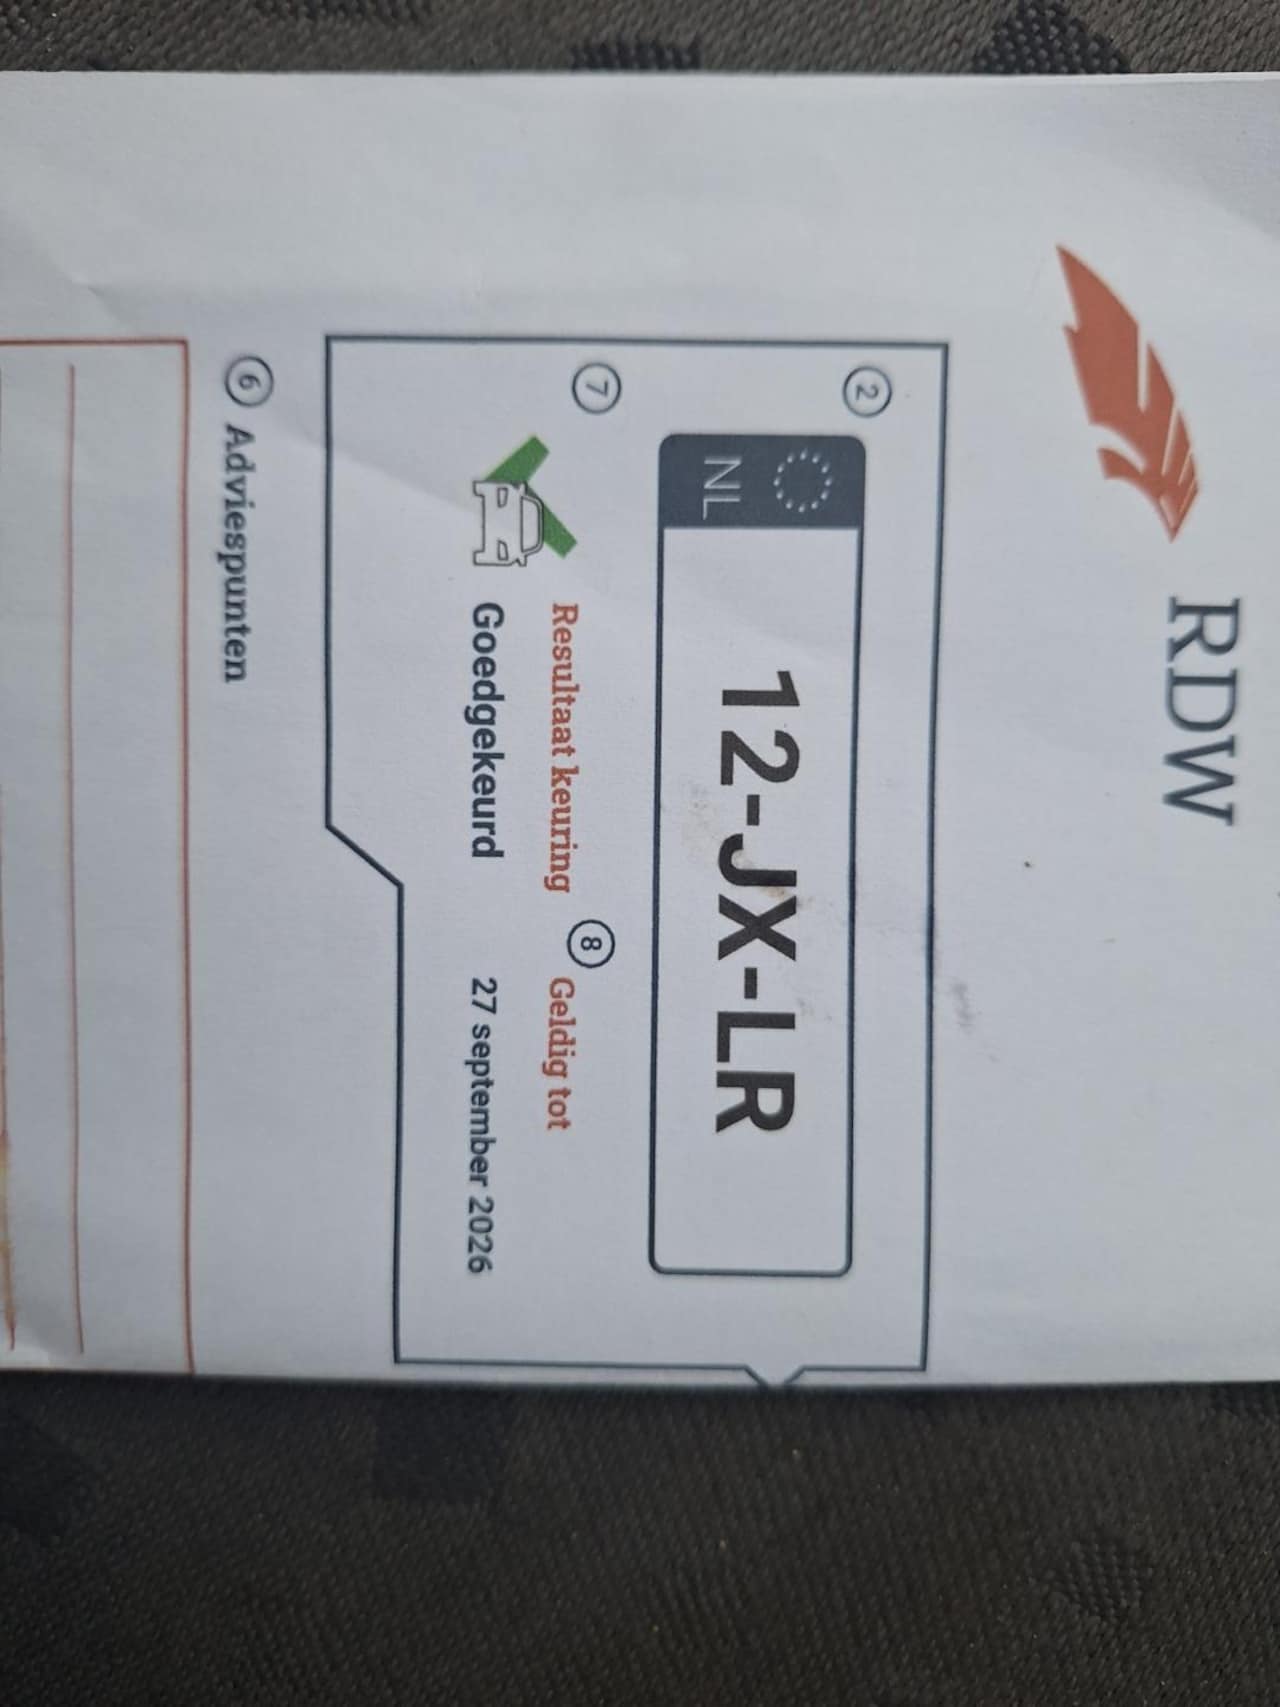 RDW
2
NL 12-JX-LR
7 Resultaat keuring 8 Geldig tot
Goedgekeurd 27 september 2026
6 Adviespunten